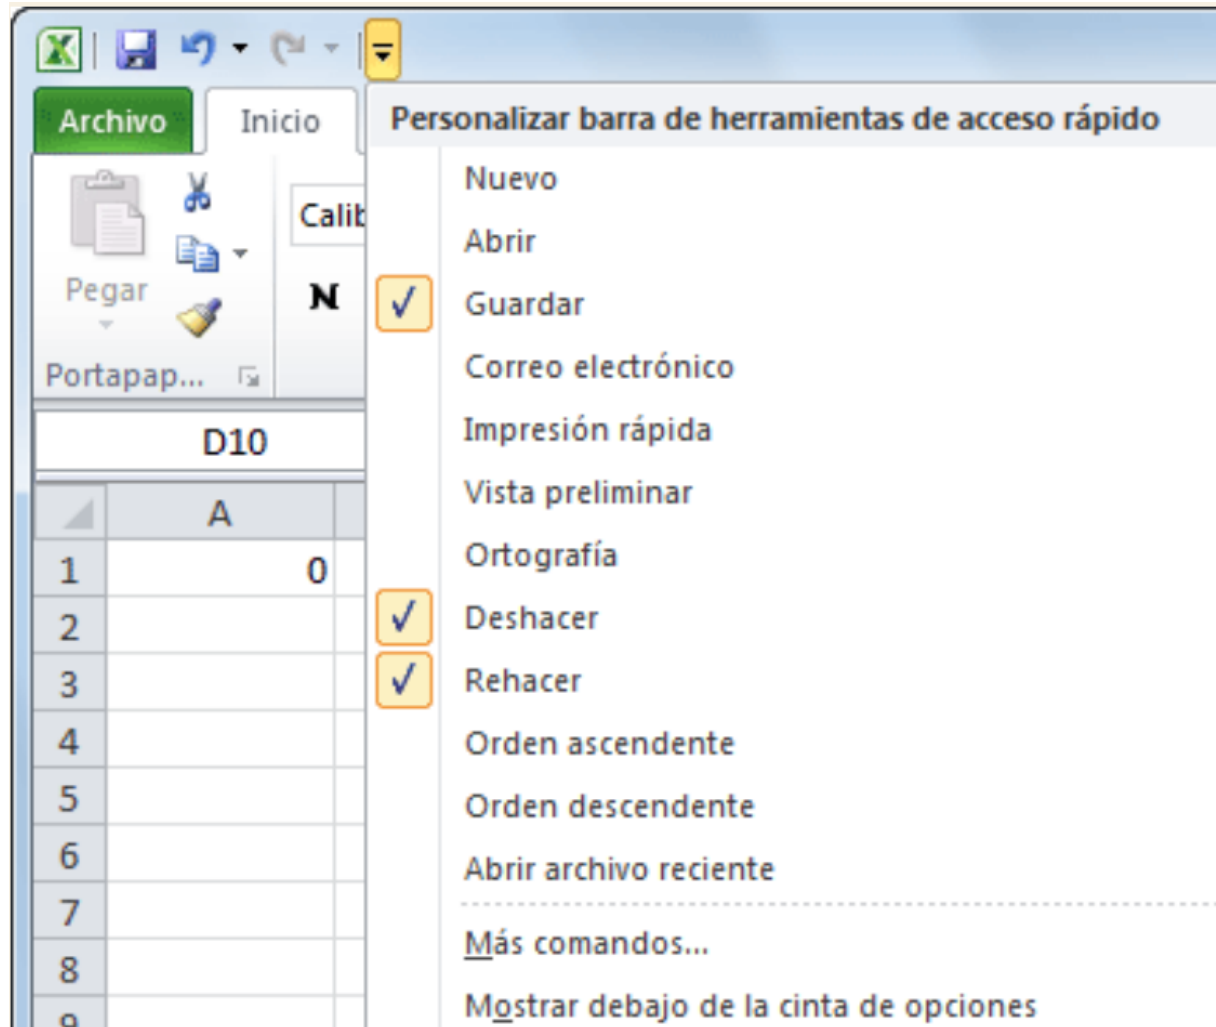 Archivo Inicio
Personalizar barra de herramientas de acceso rápido
Pegar
Calib
N
Portapap...
D10
A
1 0
2
3
4
5
6
7
8
9
Nuevo
Abrir
Guardar
Correo electrónico
Impresión rápida
Vista preliminar
Ortografía
Deshacer
Rehacer
Orden ascendente
Orden descendente
Abrir archivo reciente
Más comandos...
Mostrar debajo de la cinta de opciones